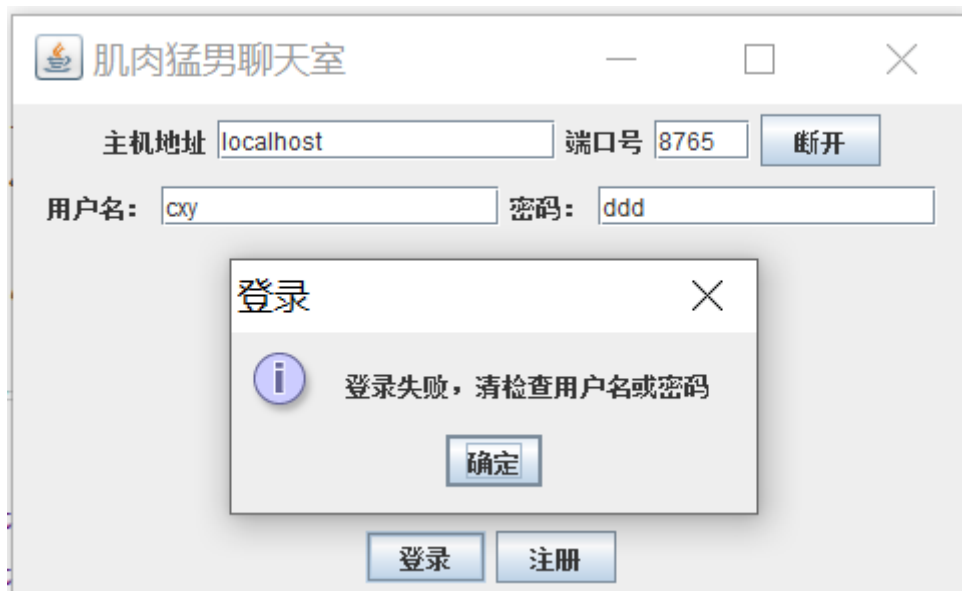 肌肉猛男聊天室
主机地址 localhost 端口号 8765 断开
用户名： cxy 密码： ddd
登录
登录失败，清检查用户名或密码
确定
登录 注册